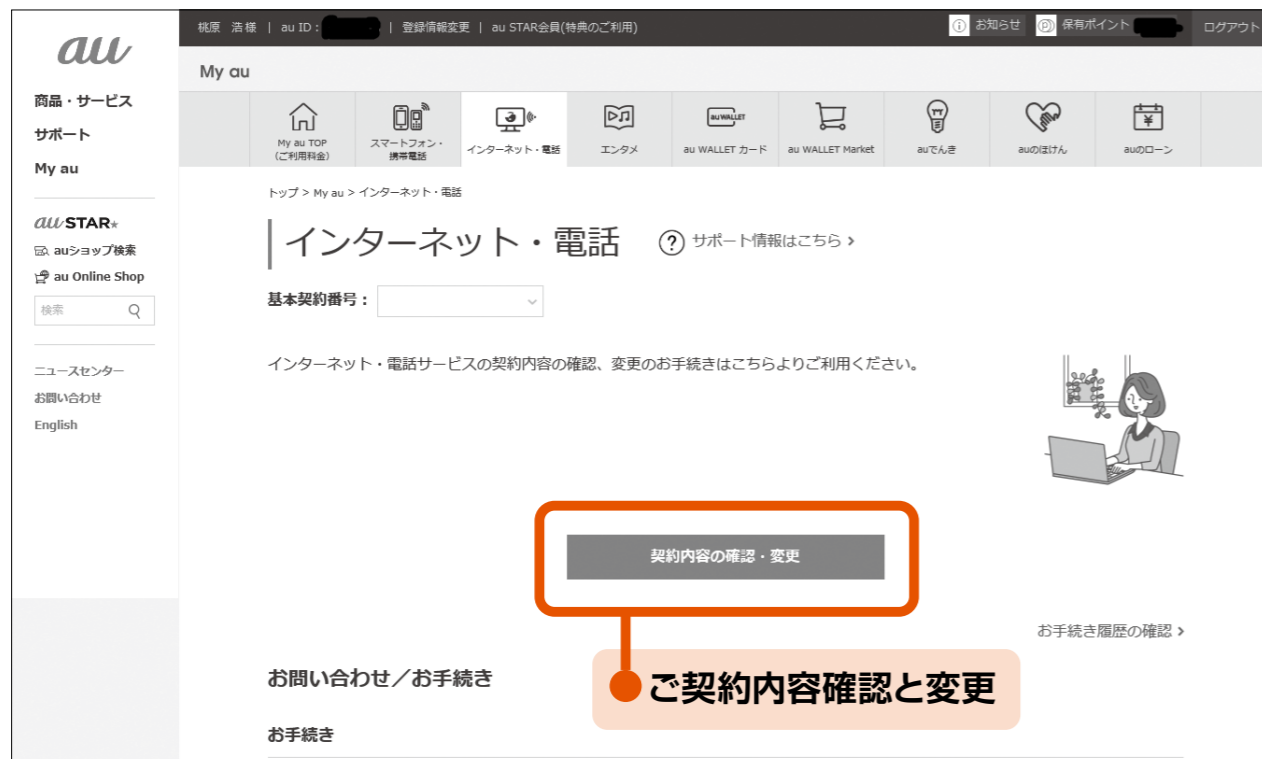 au
商品・サービス
サポート
My au
au STAR★
auショップ検索
au Online Shop
検索
ニュースセンター
お問い合わせ
English
桃原 浩様 | au ID： | 登録情報変更 | au STAR会員(特典のご利用)
お知らせ
P 保有ポイント
ログアウト
My au
My au TOP
(ご利用料金)
スマートフォン・
携帯電話
インターネット・電話
エンタメ
au WALLET
au WALLET カード
au WALLET Market
auでんき
auのほけん
auのローン
トップ > My au > インターネット・電話
インターネット・電話
? サポート情報はこちら ›
基本契約番号：
インターネット・電話サービスの契約内容の確認、変更のお手続きはこちらよりご利用ください。
契約内容の確認・変更
お手続き履歴の確認 ›
ご契約内容確認と変更
お問い合わせ／お手続き
お手続き